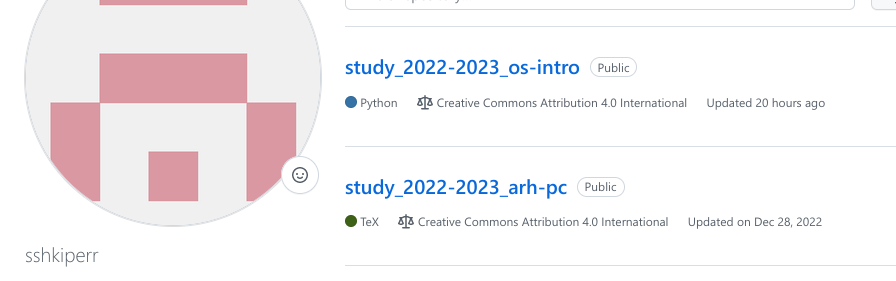 study_2022-2023_os-intro Public
Python Creative Commons Attribution 4.0 International Updated 20 hours ago
study_2022-2023_arh-pc Public
TeX Creative Commons Attribution 4.0 International Updated on Dec 28, 2022
sshkiperr